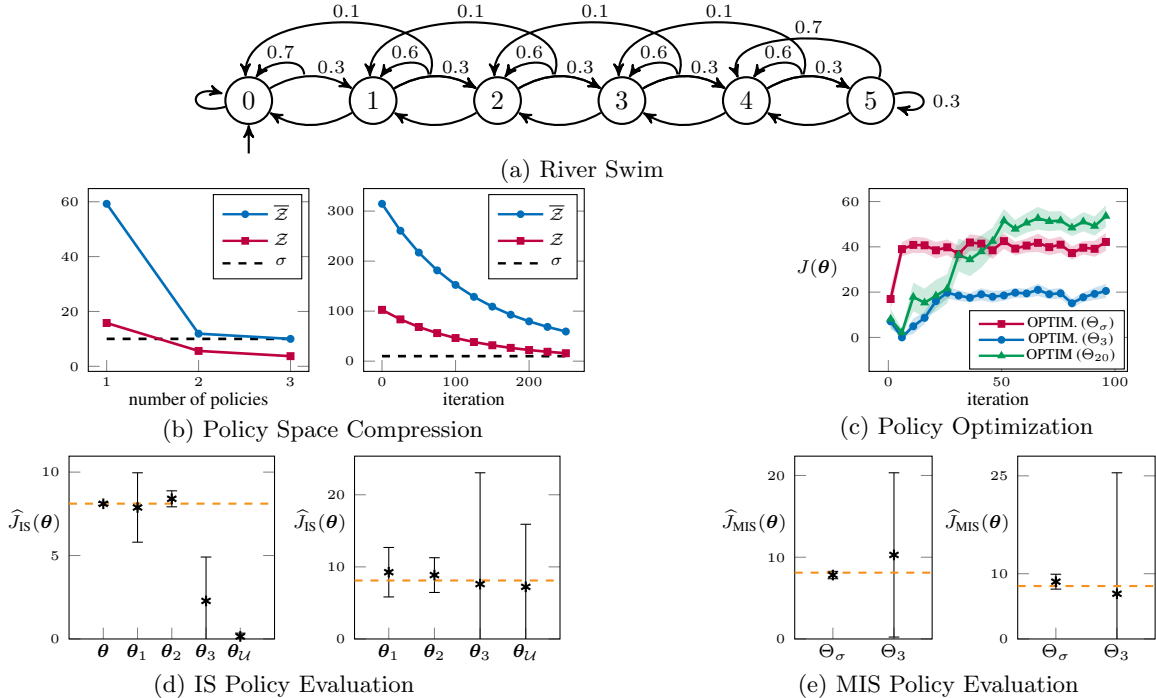 0.1 0.1 0.1 0.1
0.7 0.6 0.6 0.6 0.6 0.7
0.3 0.3 0.3 0.3 0.3
0 1 2 3 4 5 0.3
(a) River Swim
60
40
20
0
1 2 3
number of policies
𝒵̅
𝒵
σ
300
200
100
0
0 100 200
iteration
𝒵̅
𝒵
σ
(b) Policy Space Compression
J(θ)
60
40
20
0
0 50 100
iteration
OPTIM. (Θσ)
OPTIM. (Θ3)
OPTIM (Θ20)
(c) Policy Optimization
ĴIS(θ)
10
5
0
θ θ1 θ2 θ3 θ𝒰
ĴIS(θ)
20
10
0
θ1 θ2 θ3 θ𝒰
(d) IS Policy Evaluation
ĴMIS(θ)
20
10
0
Θσ Θ3
ĴMIS(θ)
25
10
0
Θσ Θ3
(e) MIS Policy Evaluation